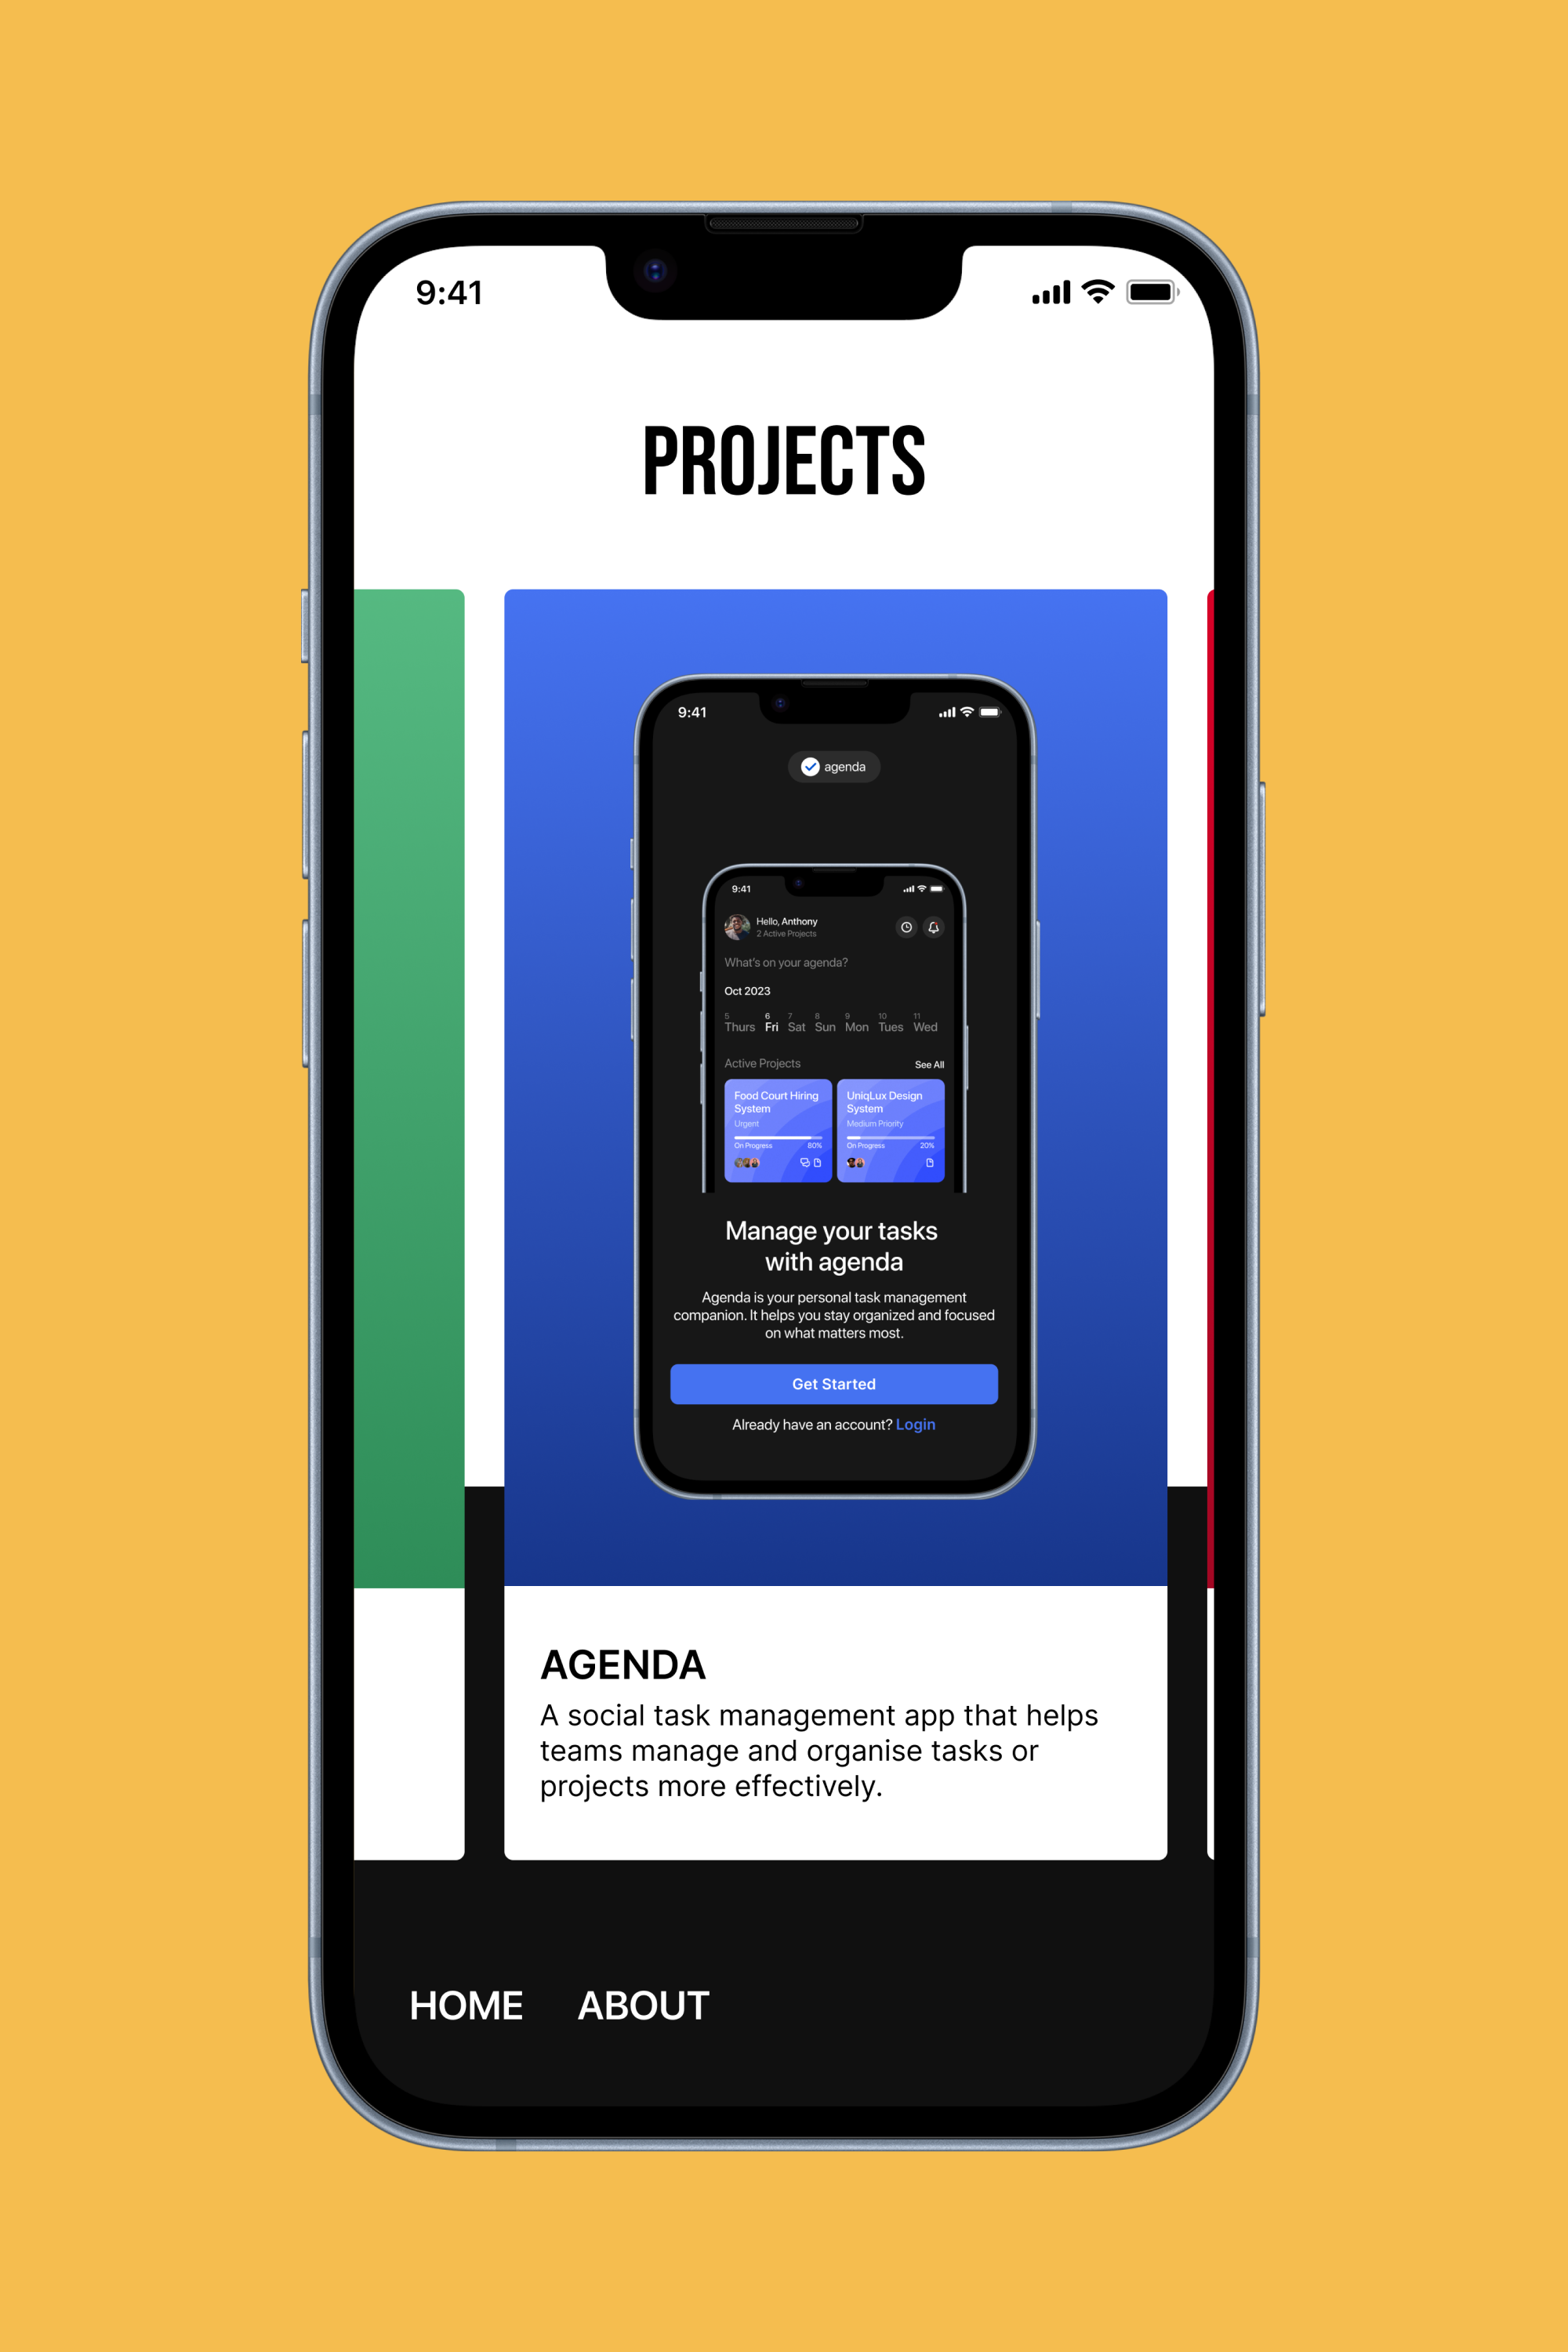 9:41
PROJECTS
9:41
agenda
9:41
Hello, Anthony
2 Active Projects
What's on your agenda?
Oct 2023
5 6 7 8 9 10 11
Thurs Fri Sat Sun Mon Tues Wed
Active Projects See All
Food Court Hiring
System
Urgent
On Progress 80%
UniqLux Design
System
Medium Priority
On Progress 20%
Manage your tasks
with agenda
Agenda is your personal task management
companion. It helps you stay organized and focused
on what matters most.
Get Started
Already have an account? Login
AGENDA
A social task management app that helps
teams manage and organise tasks or
projects more effectively.
HOME ABOUT